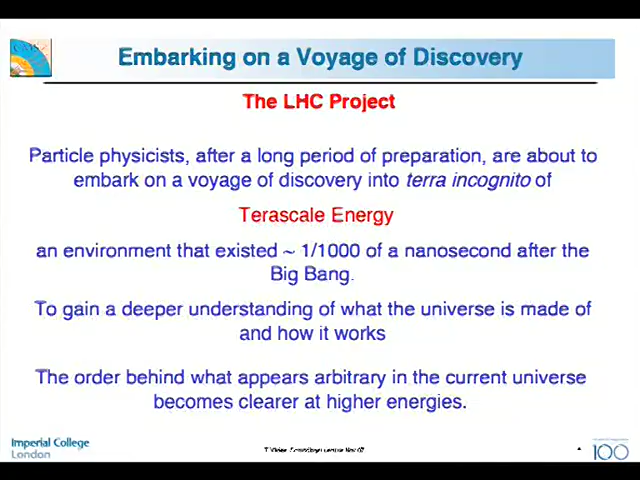 Embarking on a Voyage of Discovery
The LHC Project
Particle physicists, after a long period of preparation, are about to
embark on a voyage of discovery into terra incognito of
Terascale Energy
an environment that existed ~ 1/1000 of a nanosecond after the
Big Bang.
To gain a deeper understanding of what the universe is made of
and how it works
The order behind what appears arbitrary in the current universe
becomes clearer at higher energies.
Imperial College
London
100